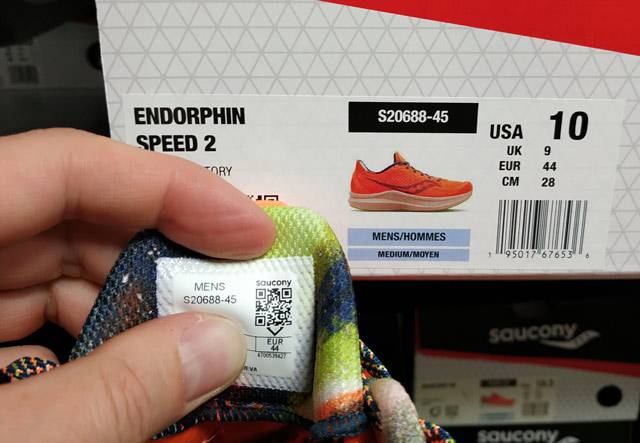 ENDORPHIN
SPEED 2
S20688-45
USA 10
UK 9
EUR 44
CM 28
MENS/HOMMES
MEDIUM/MOYEN
1 95017 67653 6
MENS
S20688-45
saucony
EUR
44
4700539427
saucony
saucony